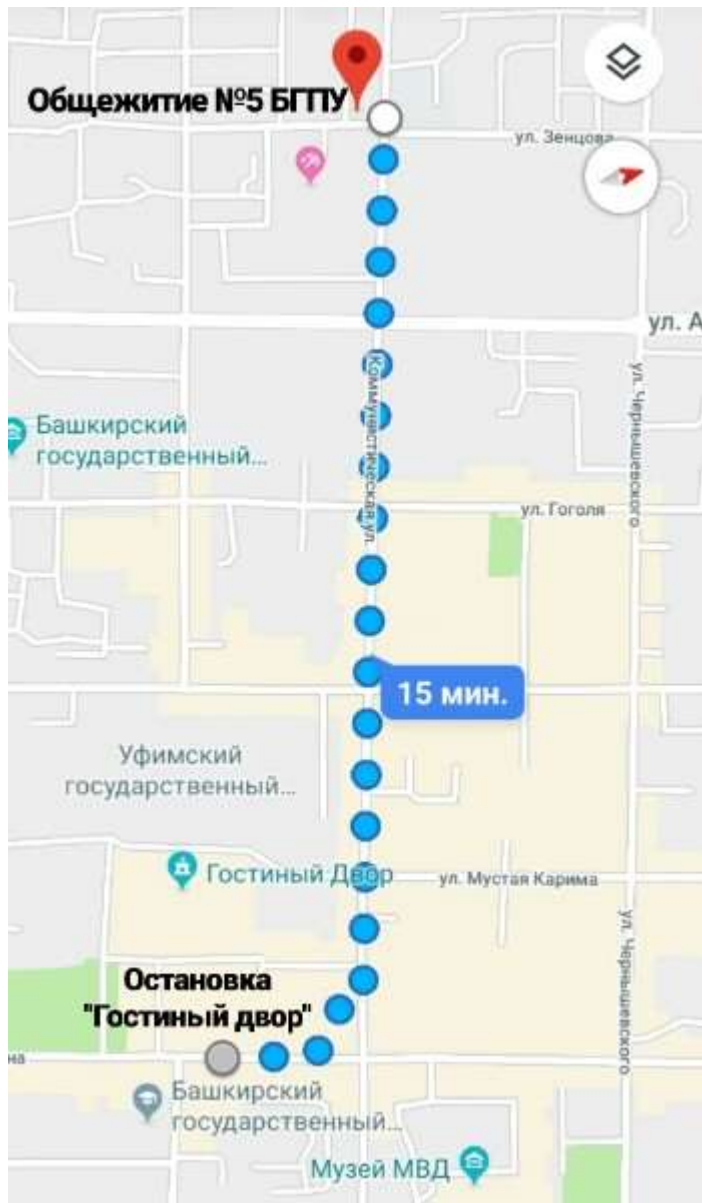 Общежитие №5 БГПУ
ул. Зенцова
ул. А
Коммунистическая ул.
ул. Чернышевского
Башкирский
государственный...
ул. Гоголя
15 мин.
Уфимский
государственный...
Гостиный Двор
ул. Мустая Карима
ул. Чернышевского
Остановка
"Гостиный двор"
на
Башкирский
государственный...
Музей МВД